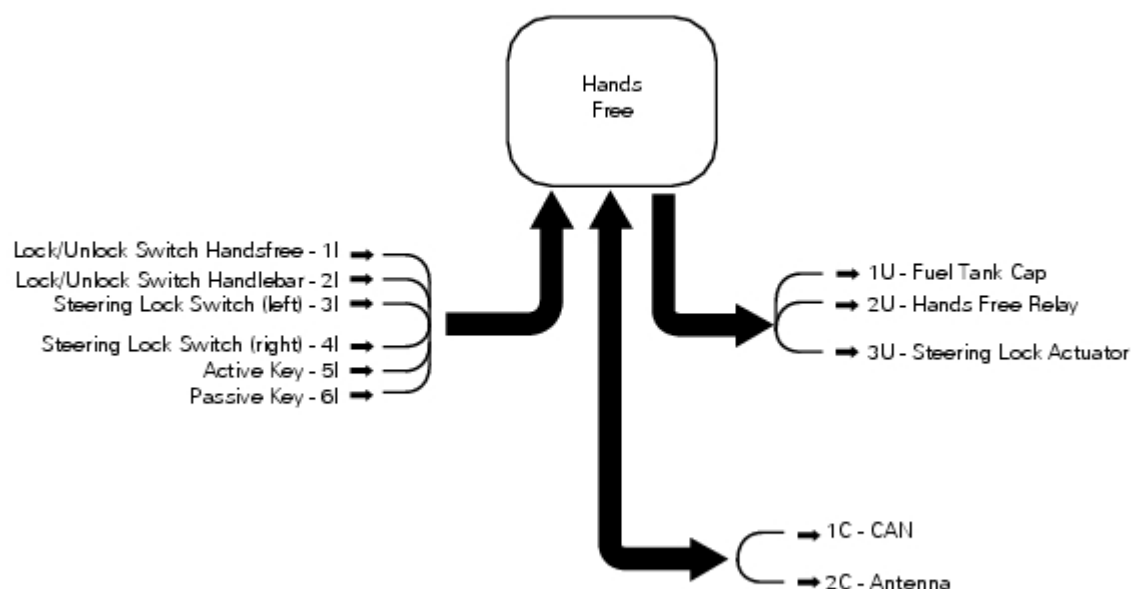 Hands
Free
Lock/Unlock Switch Handsfree - 1I
Lock/Unlock Switch Handlebar - 2I
Steering Lock Switch (left) - 3I
Steering Lock Switch (right) - 4I
Active Key - 5I
Passive Key - 6I
1U - Fuel Tank Cap
2U - Hands Free Relay
3U - Steering Lock Actuator
1C - CAN
2C - Antenna